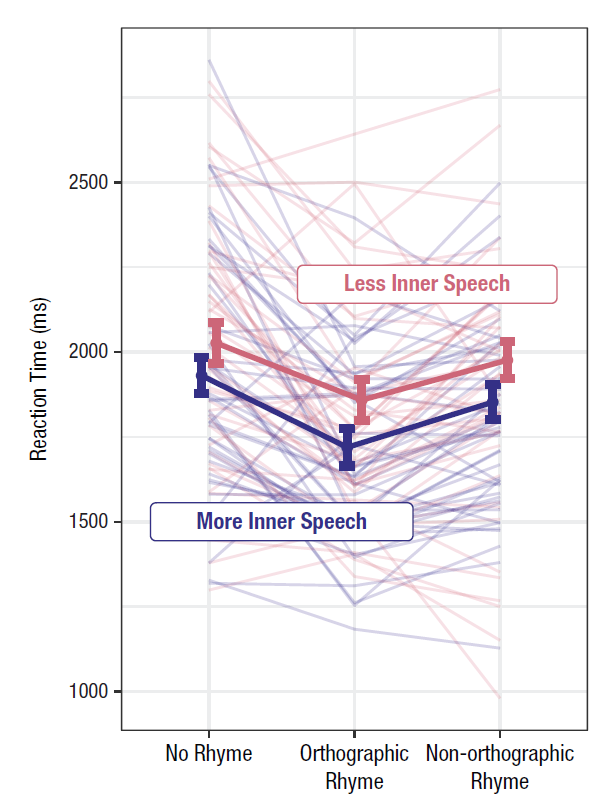 2500
2000
1500
1000
Reaction Time (ms)
Less Inner Speech
More Inner Speech
No Rhyme
Orthographic
Rhyme
Non-orthographic
Rhyme